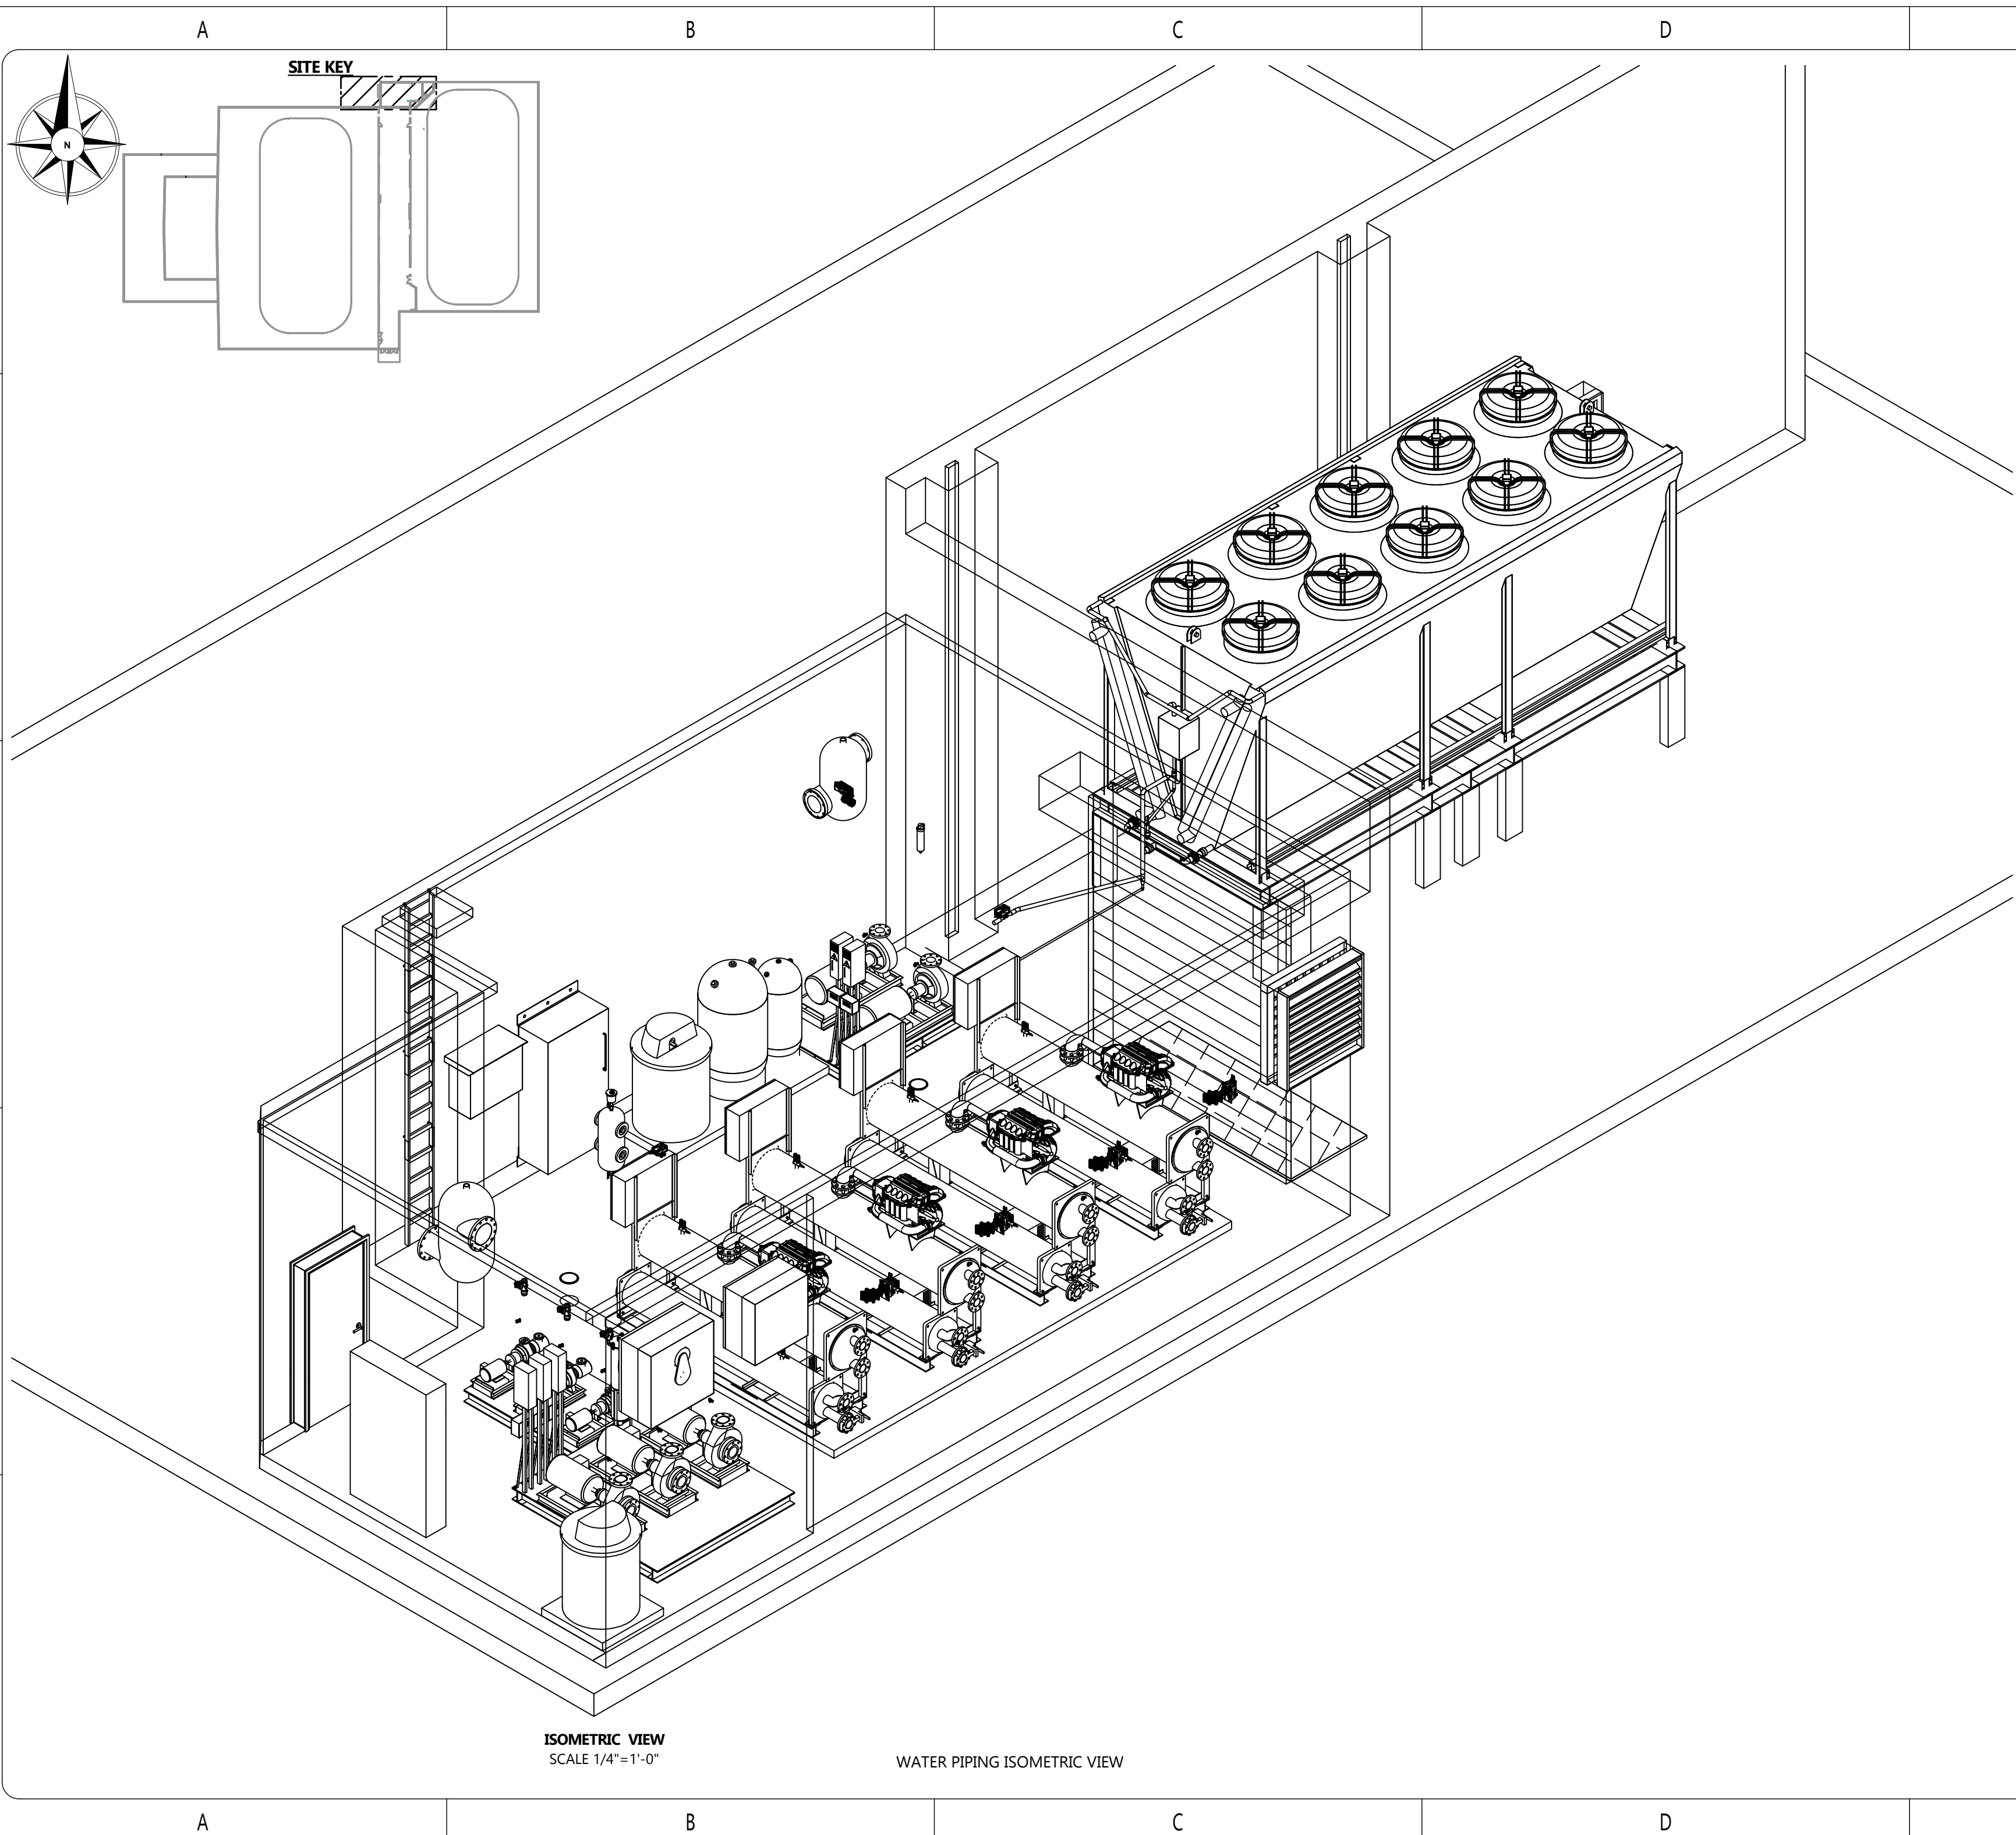 A B C D
SITE KEY
N
ISOMETRIC VIEW
SCALE 1/4"=1'-0"
WATER PIPING ISOMETRIC VIEW
A B C D